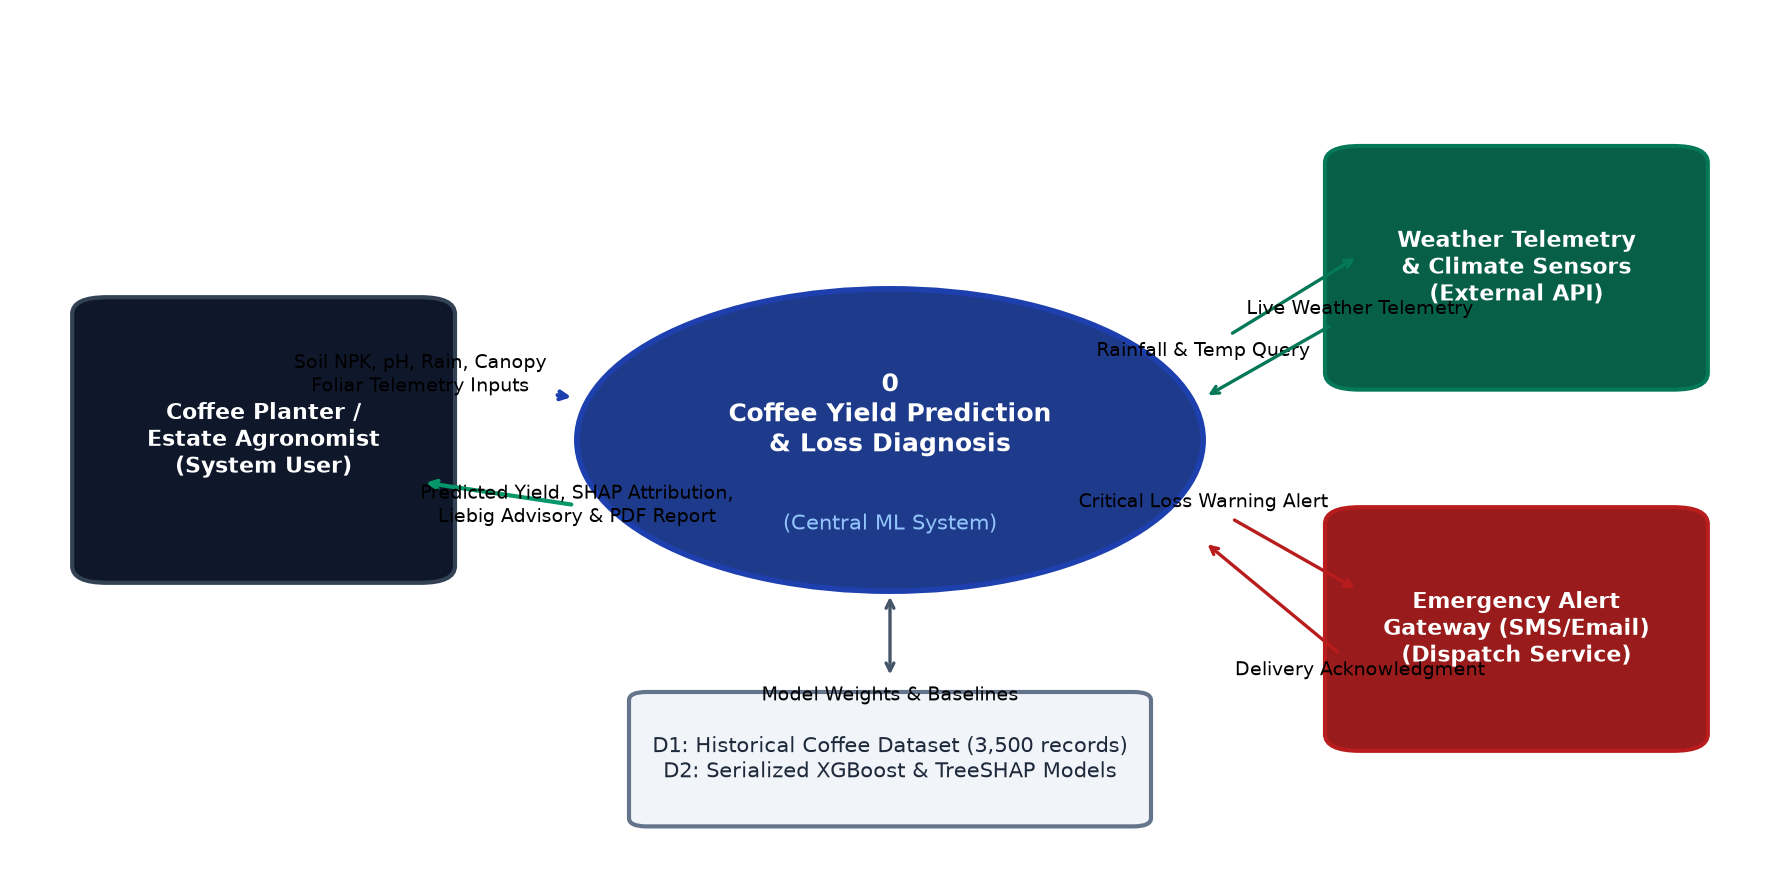 Soil NPK, pH, Rain, Canopy
Foliar Telemetry Inputs
Coffee Planter /
Estate Agronomist
(System User)
Predicted Yield, SHAP Attribution,
Liebig Advisory & PDF Report
0
Coffee Yield Prediction
& Loss Diagnosis
(Central ML System)
Weather Telemetry
& Climate Sensors
(External API)
Live Weather Telemetry
Rainfall & Temp Query
Critical Loss Warning Alert
Emergency Alert
Gateway (SMS/Email)
(Dispatch Service)
Delivery Acknowledgment
Model Weights & Baselines
D1: Historical Coffee Dataset (3,500 records)
D2: Serialized XGBoost & TreeSHAP Models